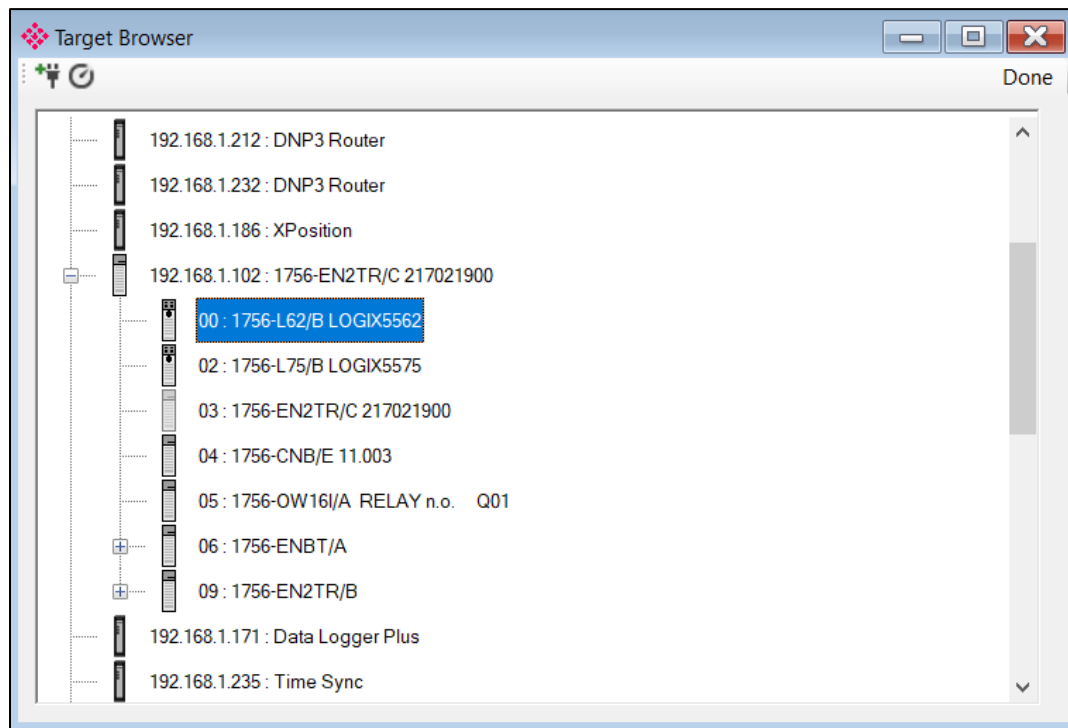 Target Browser
Done
192.168.1.212 : DNP3 Router
192.168.1.232 : DNP3 Router
192.168.1.186 : XPosition
192.168.1.102 : 1756-EN2TR/C 217021900
00 : 1756-L62/B LOGIX5562
02 : 1756-L75/B LOGIX5575
03 : 1756-EN2TR/C 217021900
04 : 1756-CNB/E 11.003
05 : 1756-OW16I/A  RELAY n.o.    Q01
06 : 1756-ENBT/A
09 : 1756-EN2TR/B
192.168.1.171 : Data Logger Plus
192.168.1.235 : Time Sync